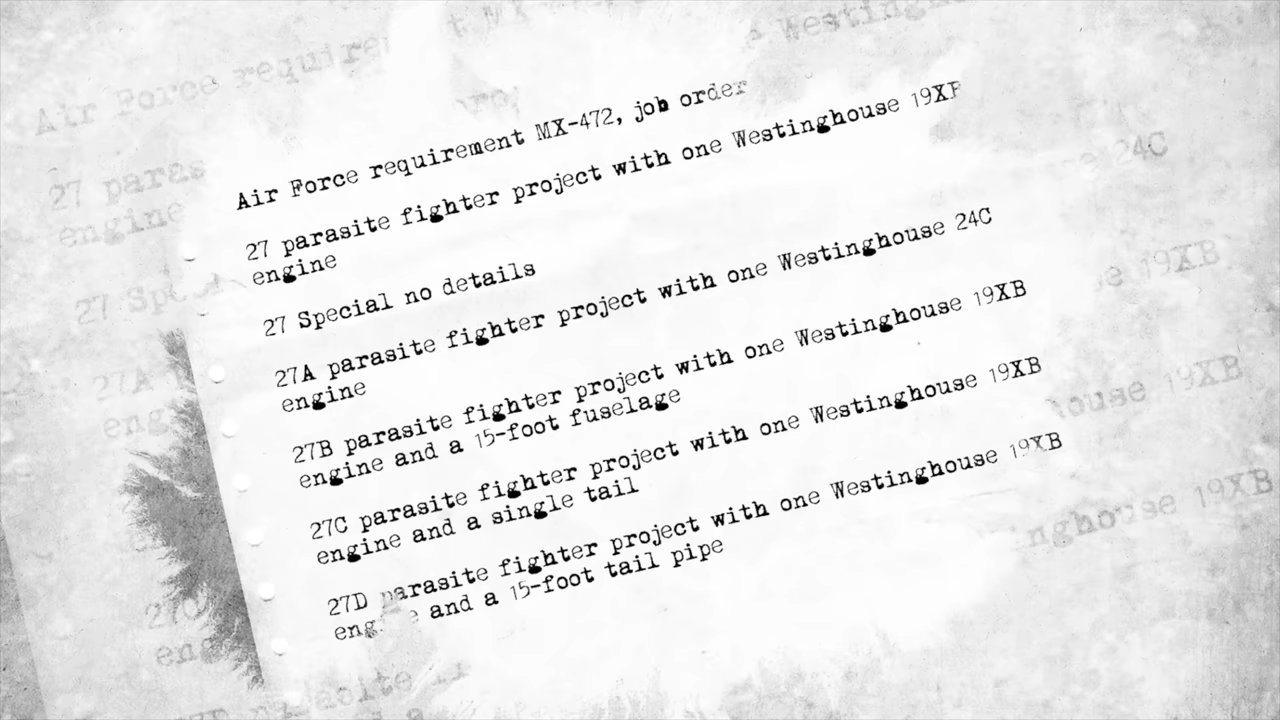 Air Force requirement MX-472, job order
27 parasite fighter project with one Westinghouse 19XB
engine
27 Special no details
27A parasite fighter project with one Westinghouse 24C
engine
27B parasite fighter project with one Westinghouse 19XB
engine and a 15-foot fuselage
27C parasite fighter project with one Westinghouse 19XB
engine and a single tail
27D parasite fighter project with one Westinghouse 19XB
engine and a 15-foot tail pipe